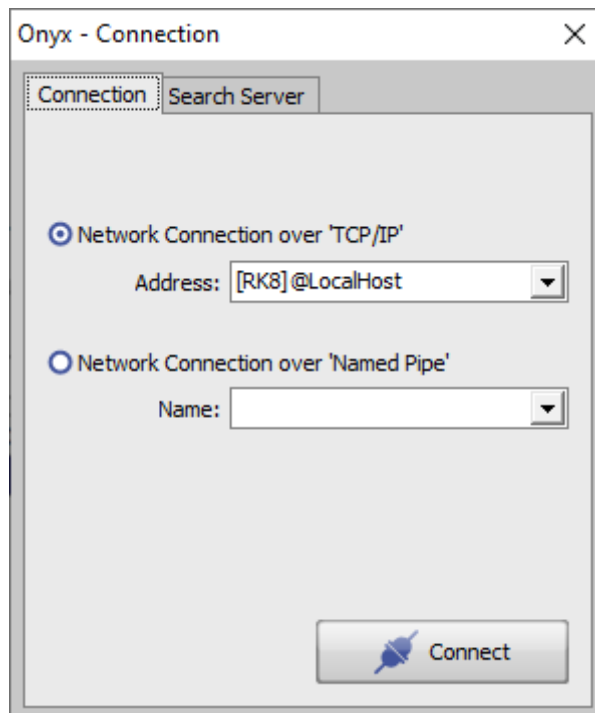 Onyx - Connection
Connection Search Server
Network Connection over 'TCP/IP'
Address: [RK8]@LocalHost
Network Connection over 'Named Pipe'
Name:
Connect